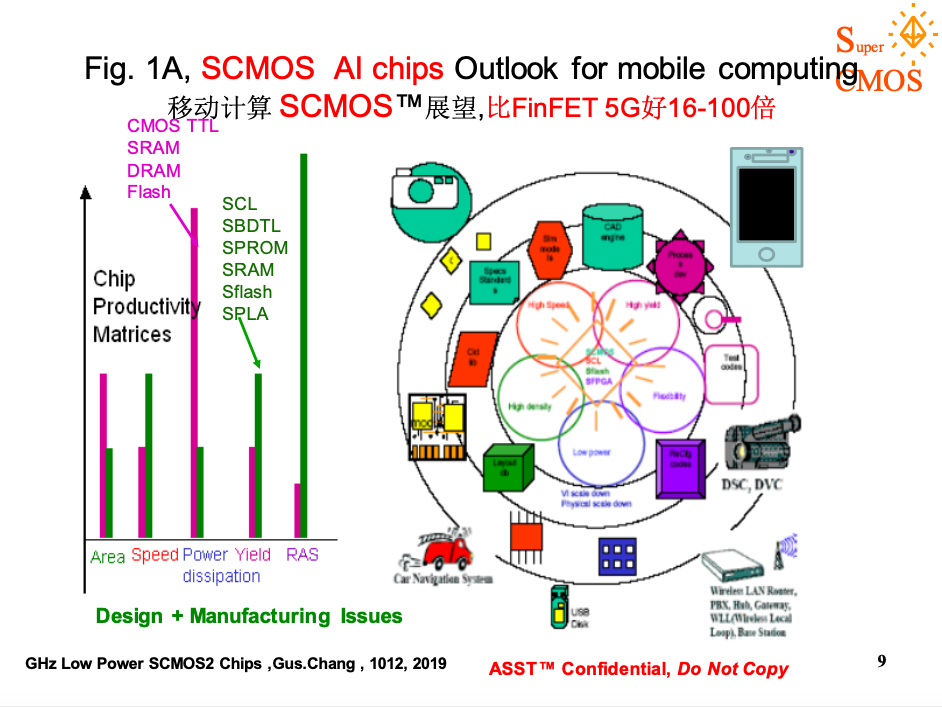 Super
CMOS
Fig. 1A, SCMOS AI chips Outlook for mobile computing
移动计算 SCMOS™展望,比FinFET 5G好16-100倍
CMOS TTL
SRAM
DRAM
Flash
SCL
SBDTL
SPROM
SRAM
Sflash
SPLA
Chip
Productivity
Matrices
Area Speed Power Yield RAS
dissipation
Design + Manufacturing Issues
CAD
engine
Sim
mode
ls
Process
dev
Specs
Standard
s
High Speed
High yield
SCMOS
SCL
Sflash
SFPGA
Cld
lib
Test
codes
High density
Flexibility
Low power
Layout
db
ReCfg
codes
DSC, DVC
VI scale down
Physical scale down
Car Navigation System
USB
Disk
Wireless LAN Router,
PBX, Hub, Gateway,
WLL(Wireless Local
Loop), Base Station
GHz Low Power SCMOS2 Chips ,Gus.Chang , 1012, 2019
ASST™ Confidential, Do Not Copy
9